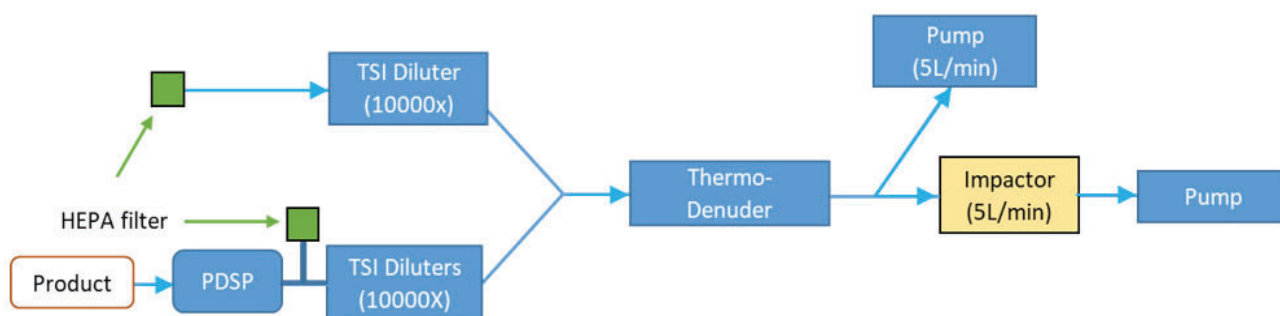 Pump
(5L/min)
TSI Diluter
(10000x)
Thermo-
Denuder
Impactor
(5L/min)
Pump
HEPA filter
Product
PDSP
TSI Diluters
(10000X)